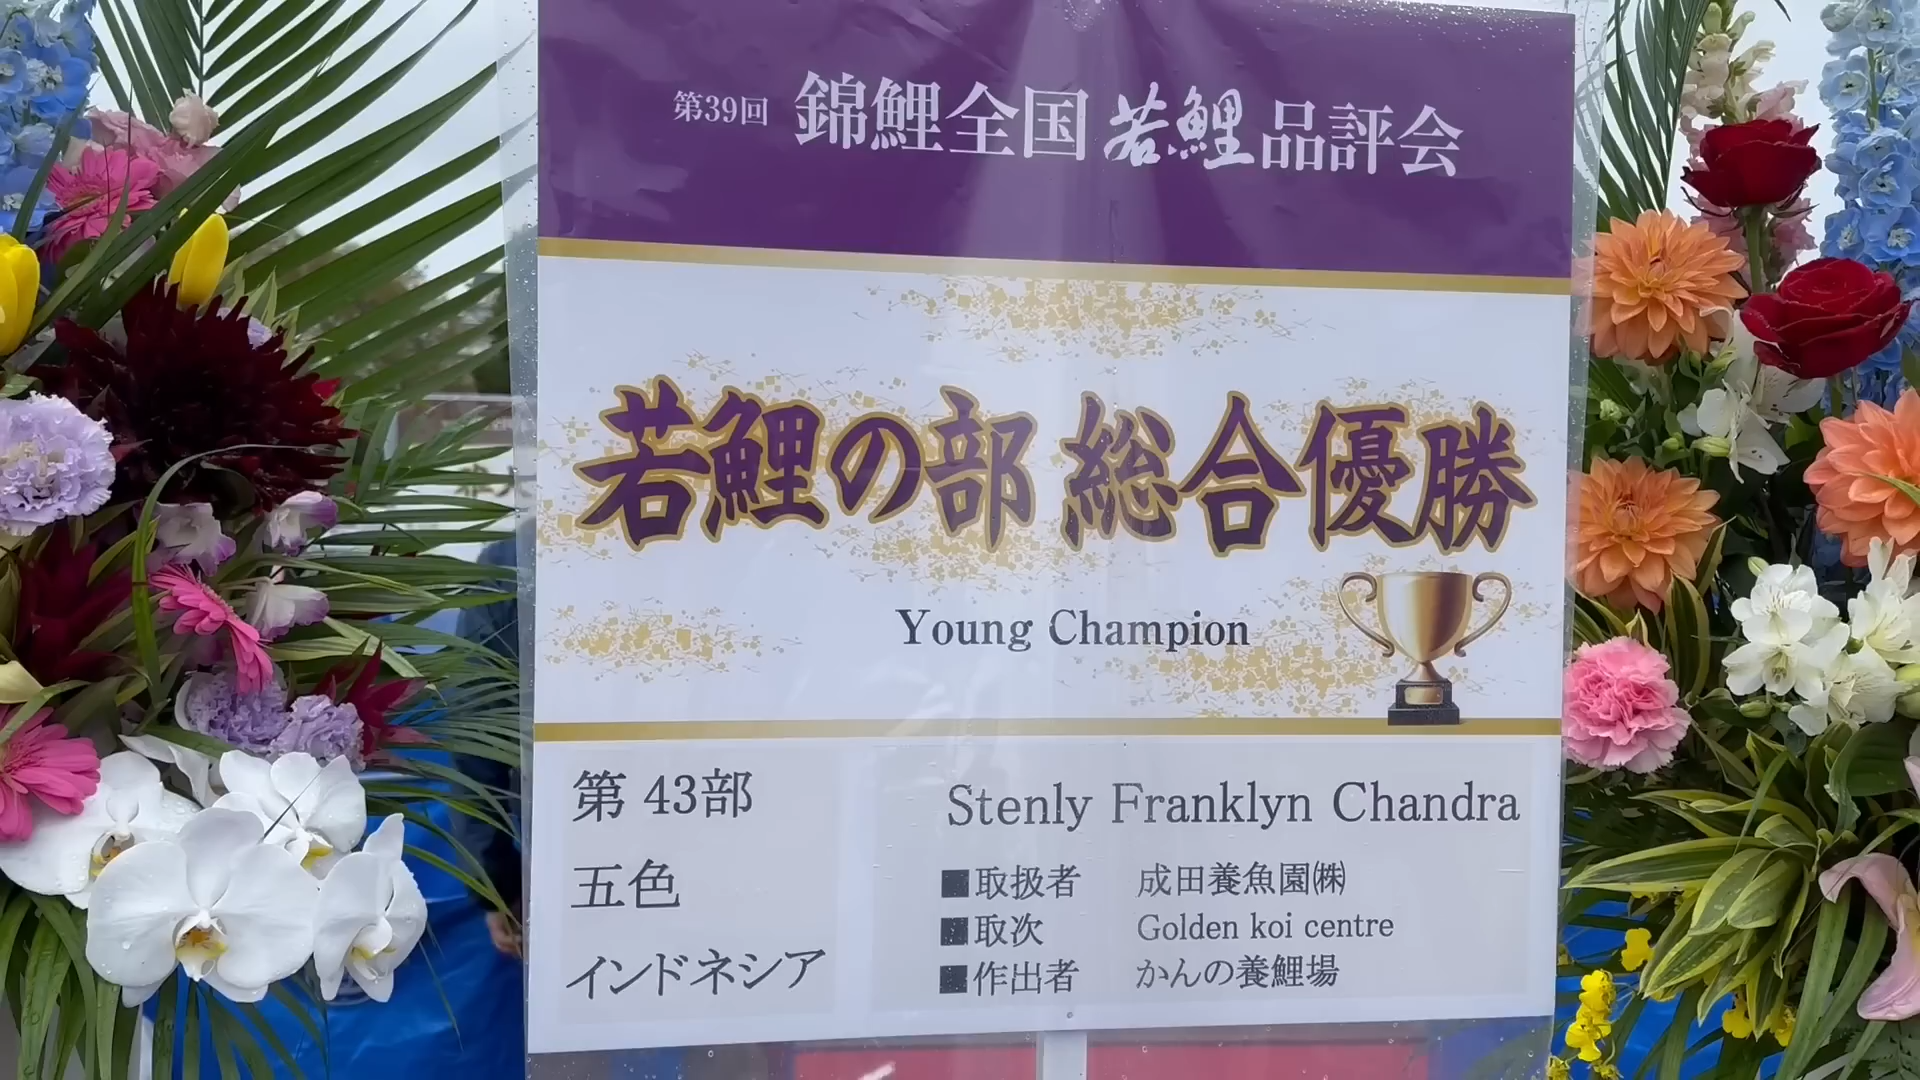 第39回 錦鯉全国若鯉品評会
若鯉の部 総合優勝
Young Champion
第 43部
五色
インドネシア
Stenly Franklyn Chandra
■取扱者 成田養魚園㈱
■取次 Golden koi centre
■作出者 かんの養鯉場